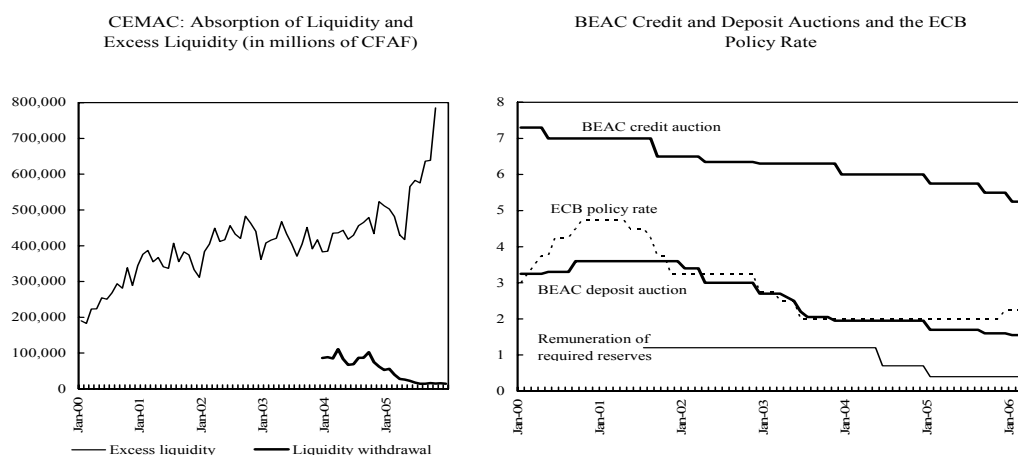 CEMAC: Absorption of Liquidity and
Excess Liquidity (in millions of CFAF)
800,000
700,000
600,000
500,000
400,000
300,000
200,000
100,000
0
Jan-00
Jan-01
Jan-02
Jan-03
Jan-04
Jan-05
Excess liquidity
Liquidity withdrawal
BEAC Credit and Deposit Auctions and the ECB
Policy Rate
8
7
6
5
4
3
2
1
0
BEAC credit auction
ECB policy rate
BEAC deposit auction
Remuneration of
required reserves
Jan-00
Jan-01
Jan-02
Jan-03
Jan-04
Jan-05
Jan-06